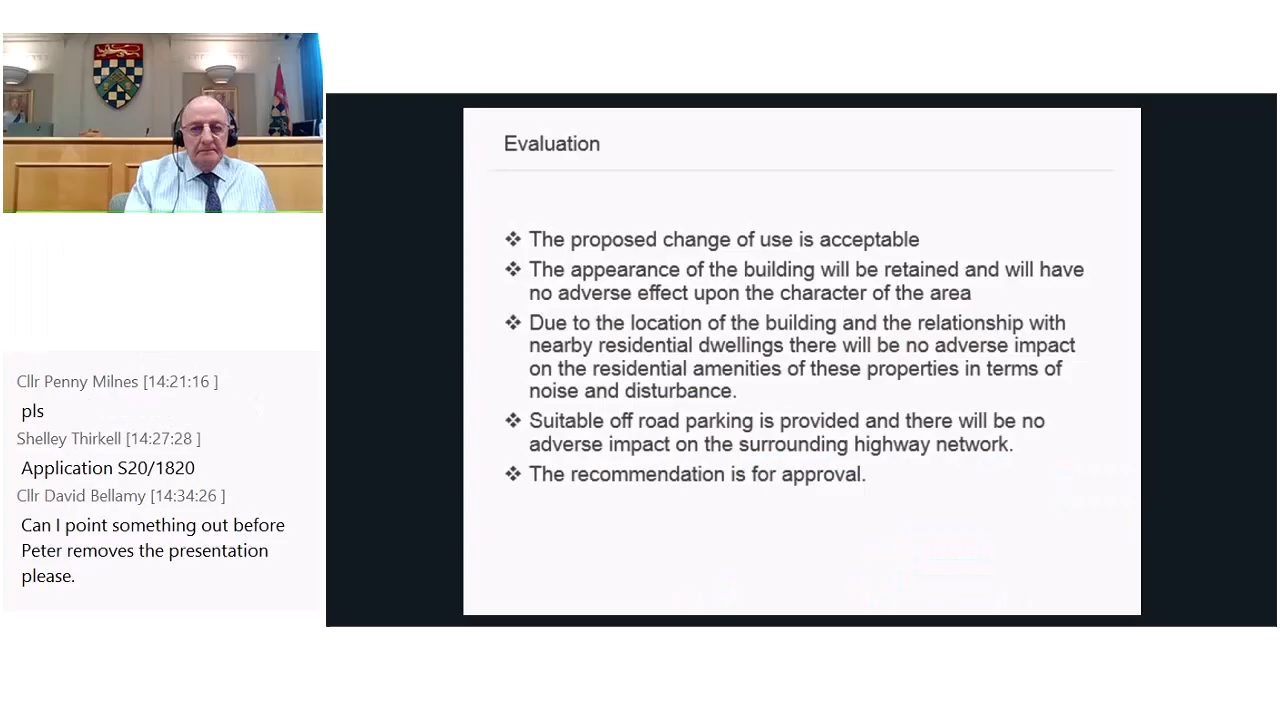 Evaluation
❖ The proposed change of use is acceptable
❖ The appearance of the building will be retained and will have
no adverse effect upon the character of the area
❖ Due to the location of the building and the relationship with
nearby residential dwellings there will be no adverse impact
on the residential amenities of these properties in terms of
noise and disturbance.
❖ Suitable off road parking is provided and there will be no
adverse impact on the surrounding highway network.
❖ The recommendation is for approval.
Cllr Penny Milnes [14:21:16 ]
pls
Shelley Thirkell [14:27:28 ]
Application S20/1820
Cllr David Bellamy [14:34:26 ]
Can I point something out before
Peter removes the presentation
please.